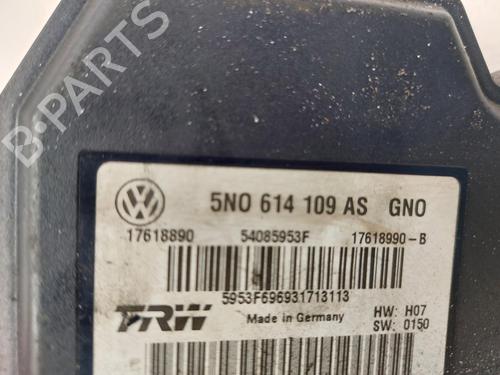 B-PARTS
5N0 614 109 AS GNO
17618890 54085953F 17618990-B
5953F696931713113
TRW Made in Germany HW: H07
SW: 0150